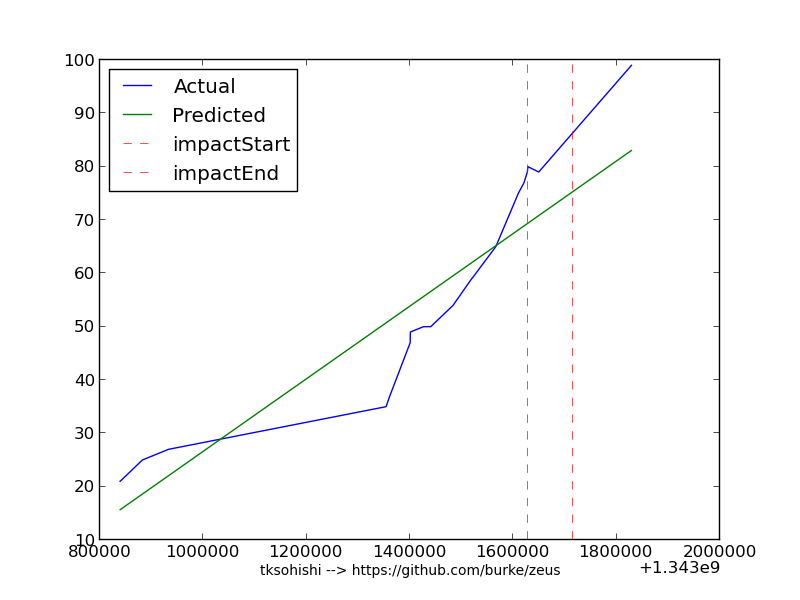 100
90
80
70
60
50
40
30
20
10
Actual
Predicted
impactStart
impactEnd
800000 1000000 1200000 1400000 1600000 1800000 2000000
+1.343e9
tksohishi --> https://github.com/burke/zeus